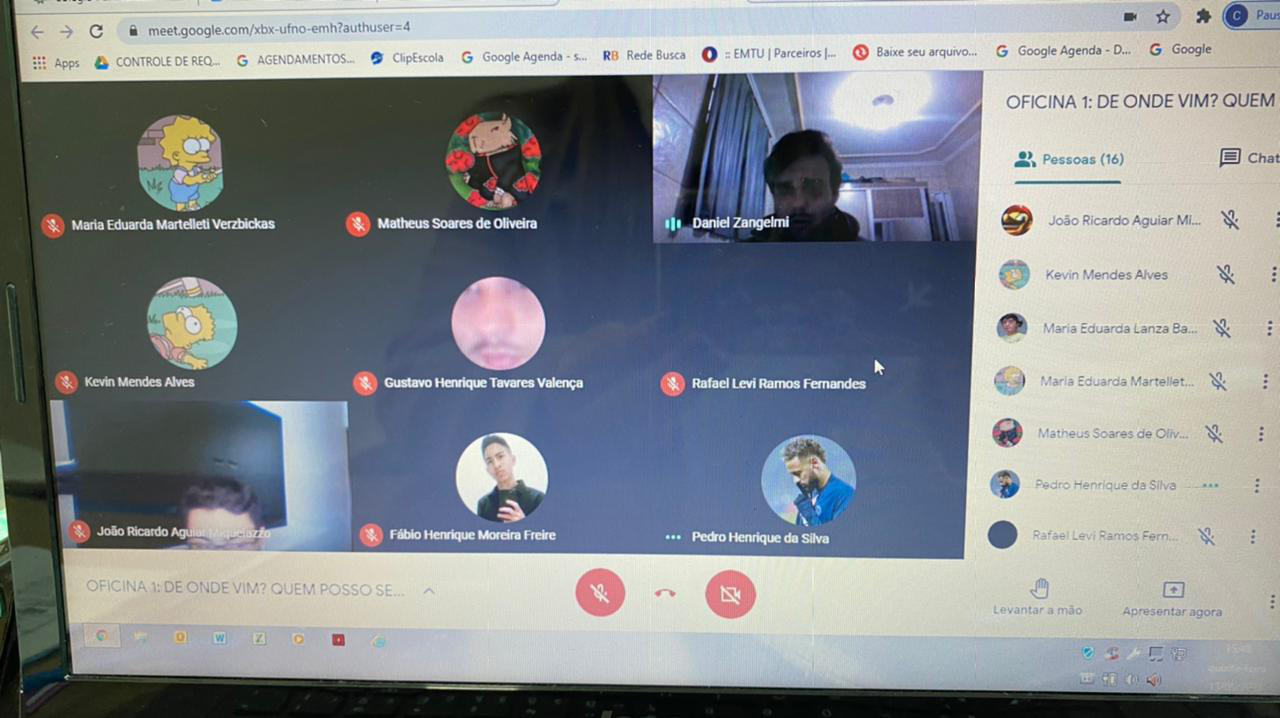 meet.google.com/xbx-ufno-emh?authuser=4
C Paus
Apps CONTROLE DE REQ... AGENDAMENTOS... ClipEscola Google Agenda - s... RB Rede Busca :: EMTU | Parceiros |... Baixe seu arquivo... Google Agenda - D... Google
OFICINA 1: DE ONDE VIM? QUEM
Pessoas (16) Chat
Maria Eduarda Martelleti Verzbickas
Matheus Soares de Oliveira
Daniel Zangelmi
Kevin Mendes Alves
Gustavo Henrique Tavares Valença
Rafael Levi Ramos Fernandes
João Ricardo Aguiar Miquelazzo
Fábio Henrique Moreira Freire
Pedro Henrique da Silva
João Ricardo Aguiar Mi...
Kevin Mendes Alves
Maria Eduarda Lanza Ba...
Maria Eduarda Martellet...
Matheus Soares de Oliv...
Pedro Henrique da Silva
Rafael Levi Ramos Fern...
OFICINA 1: DE ONDE VIM? QUEM POSSO SE...
Levantar a mão Apresentar agora